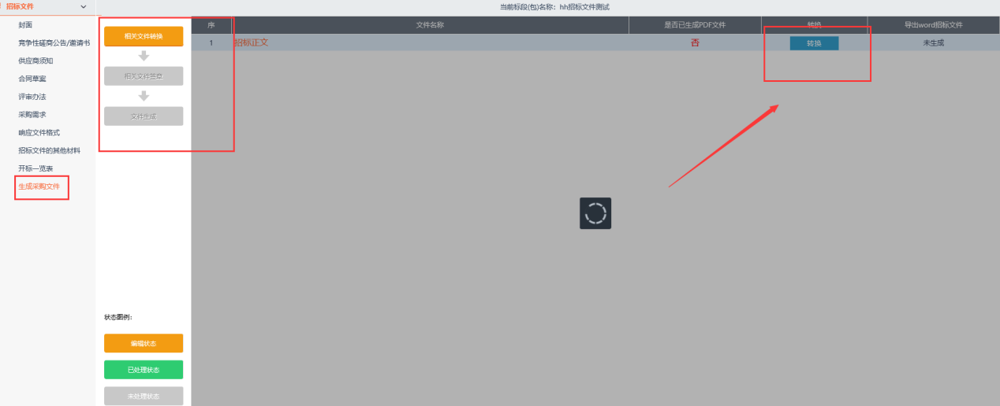 招标文件
当前标段(包)名称：hh招标文件测试
封面
竞争性磋商公告/邀请书
供应商须知
合同草案
评审办法
采购需求
响应文件格式
招标文件的其他材料
开标一览表
生成采购文件
相关文件转换
相关文件签章
文件生成
状态图例：
编辑状态
已处理状态
未处理状态
序 文件名称 是否已生成PDF文件 转换 导出word招标文件
1 招标正文 否 转换 未生成